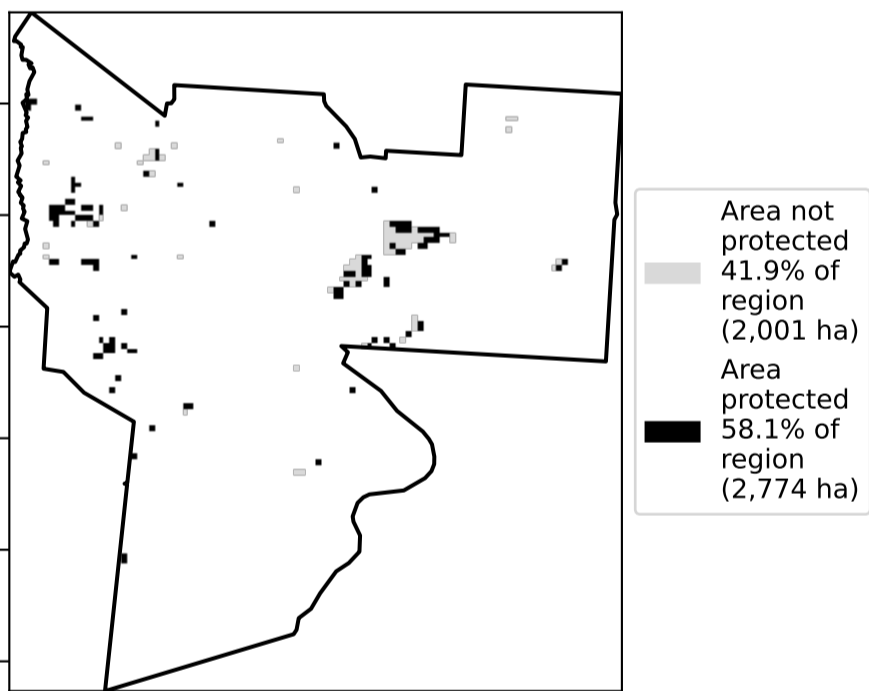 Area not
protected
41.9% of
region
(2,001 ha)
Area
protected
58.1% of
region
(2,774 ha)